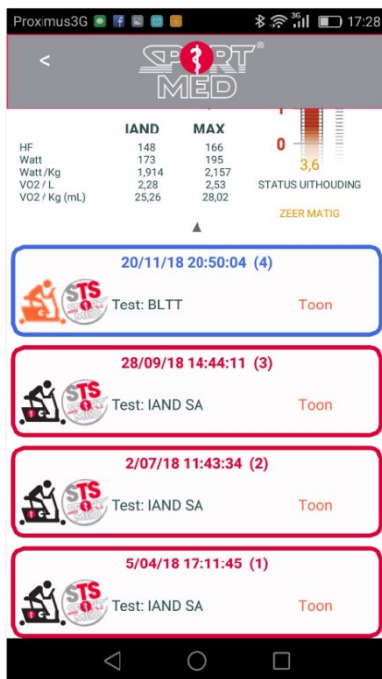 Proximus3G 3G 17:28
<
SPORT®
MED
IAND MAX
HF 148 166
Watt 173 195
Watt/Kg 1,914 2,157
VO2 / L 2,28 2,53
VO2 / Kg (mL) 25,26 28,02
0
3,6
STATUS UITHOUDING
ZEER MATIG
20/11/18 20:50:04 (4)
STS
Test: BLTT Toon
28/09/18 14:44:11 (3)
STS
Test: IAND SA Toon
2/07/18 11:43:34 (2)
STS
Test: IAND SA Toon
5/04/18 17:11:45 (1)
STS
Test: IAND SA Toon